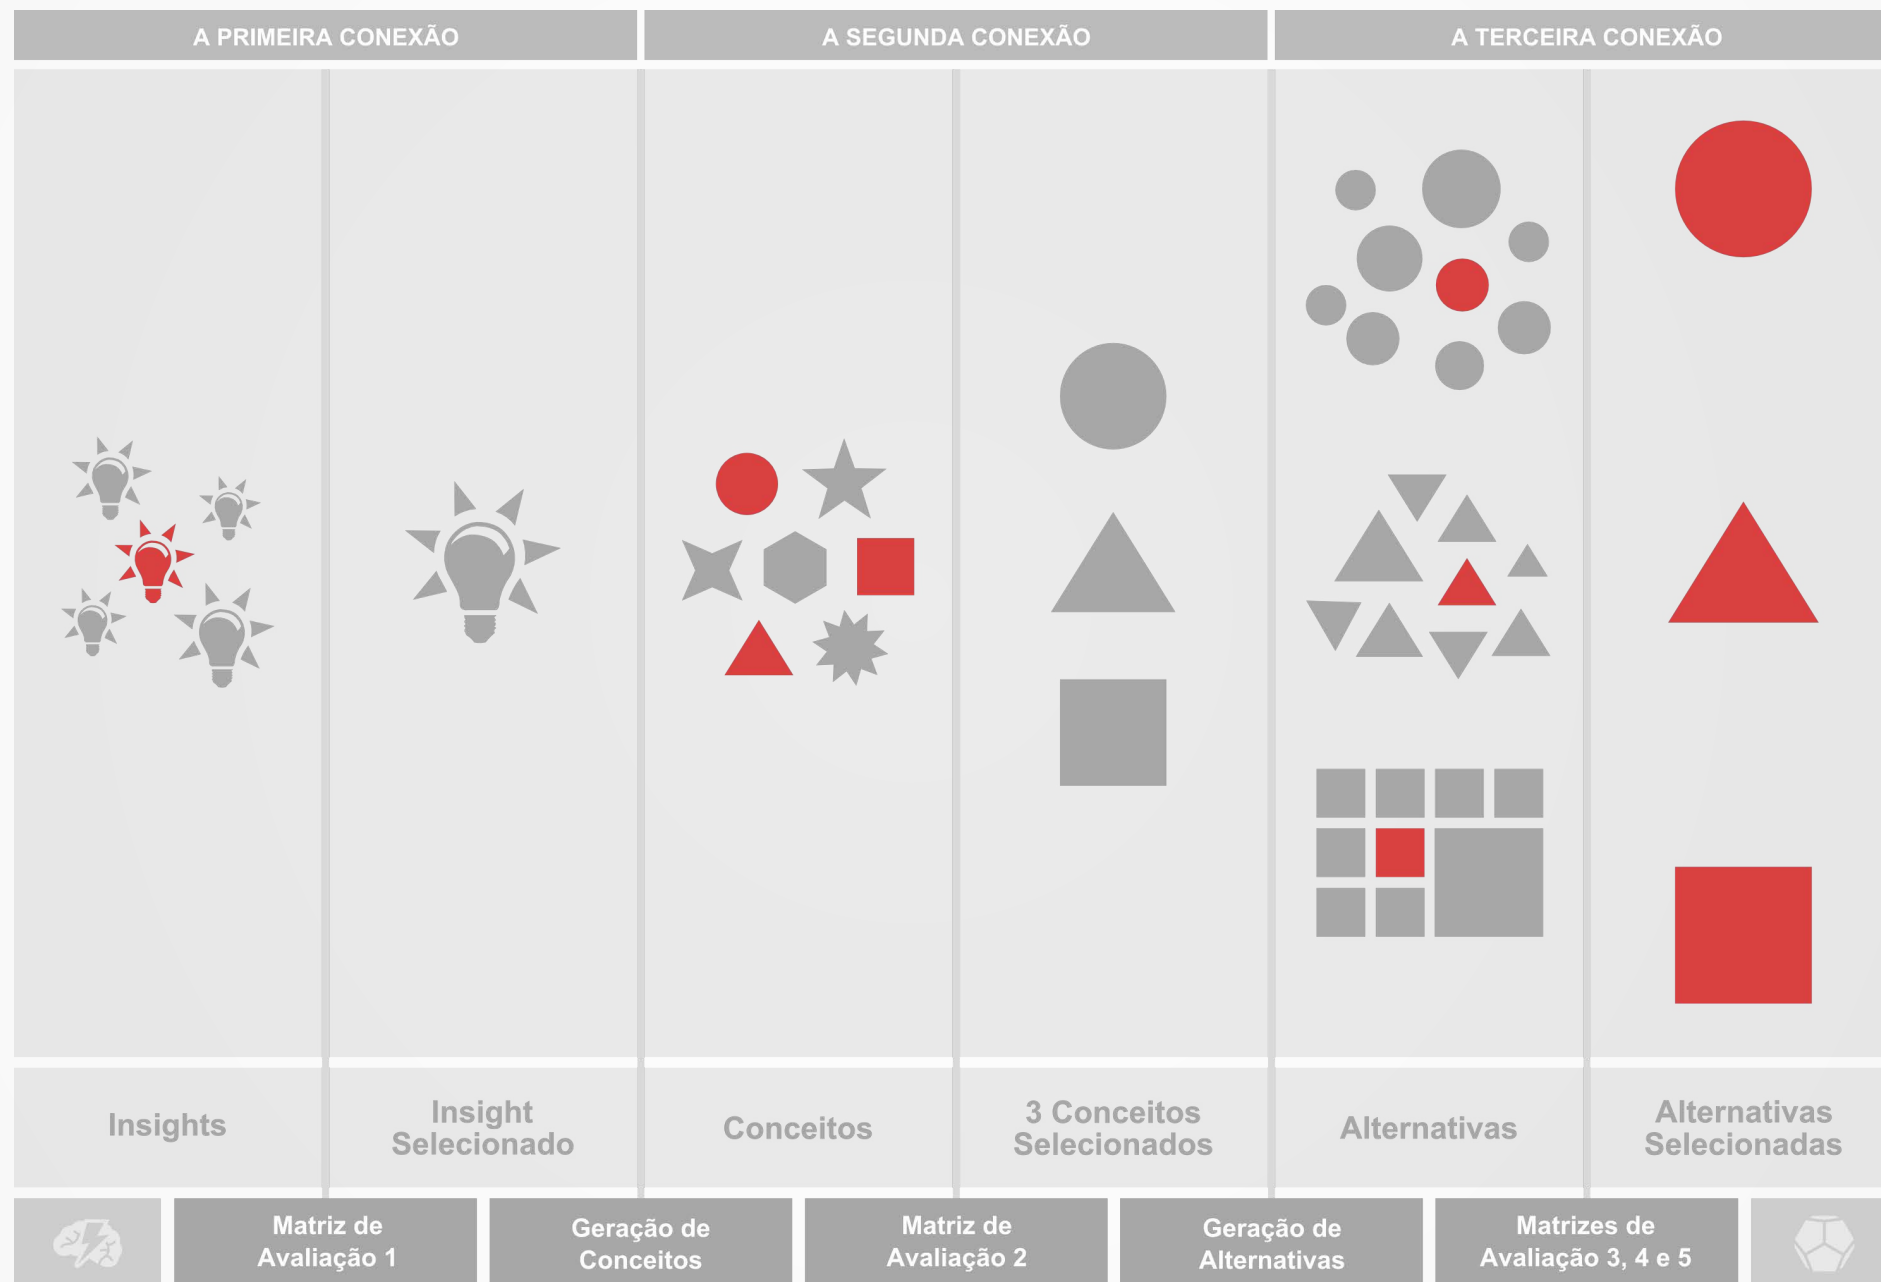 A PRIMEIRA CONEXÃO
A SEGUNDA CONEXÃO
A TERCEIRA CONEXÃO
Insights
Insight
Selecionado
Conceitos
3 Conceitos
Selecionados
Alternativas
Alternativas
Selecionadas
Matriz de
Avaliação 1
Geração de
Conceitos
Matriz de
Avaliação 2
Geração de
Alternativas
Matrizes de
Avaliação 3, 4 e 5